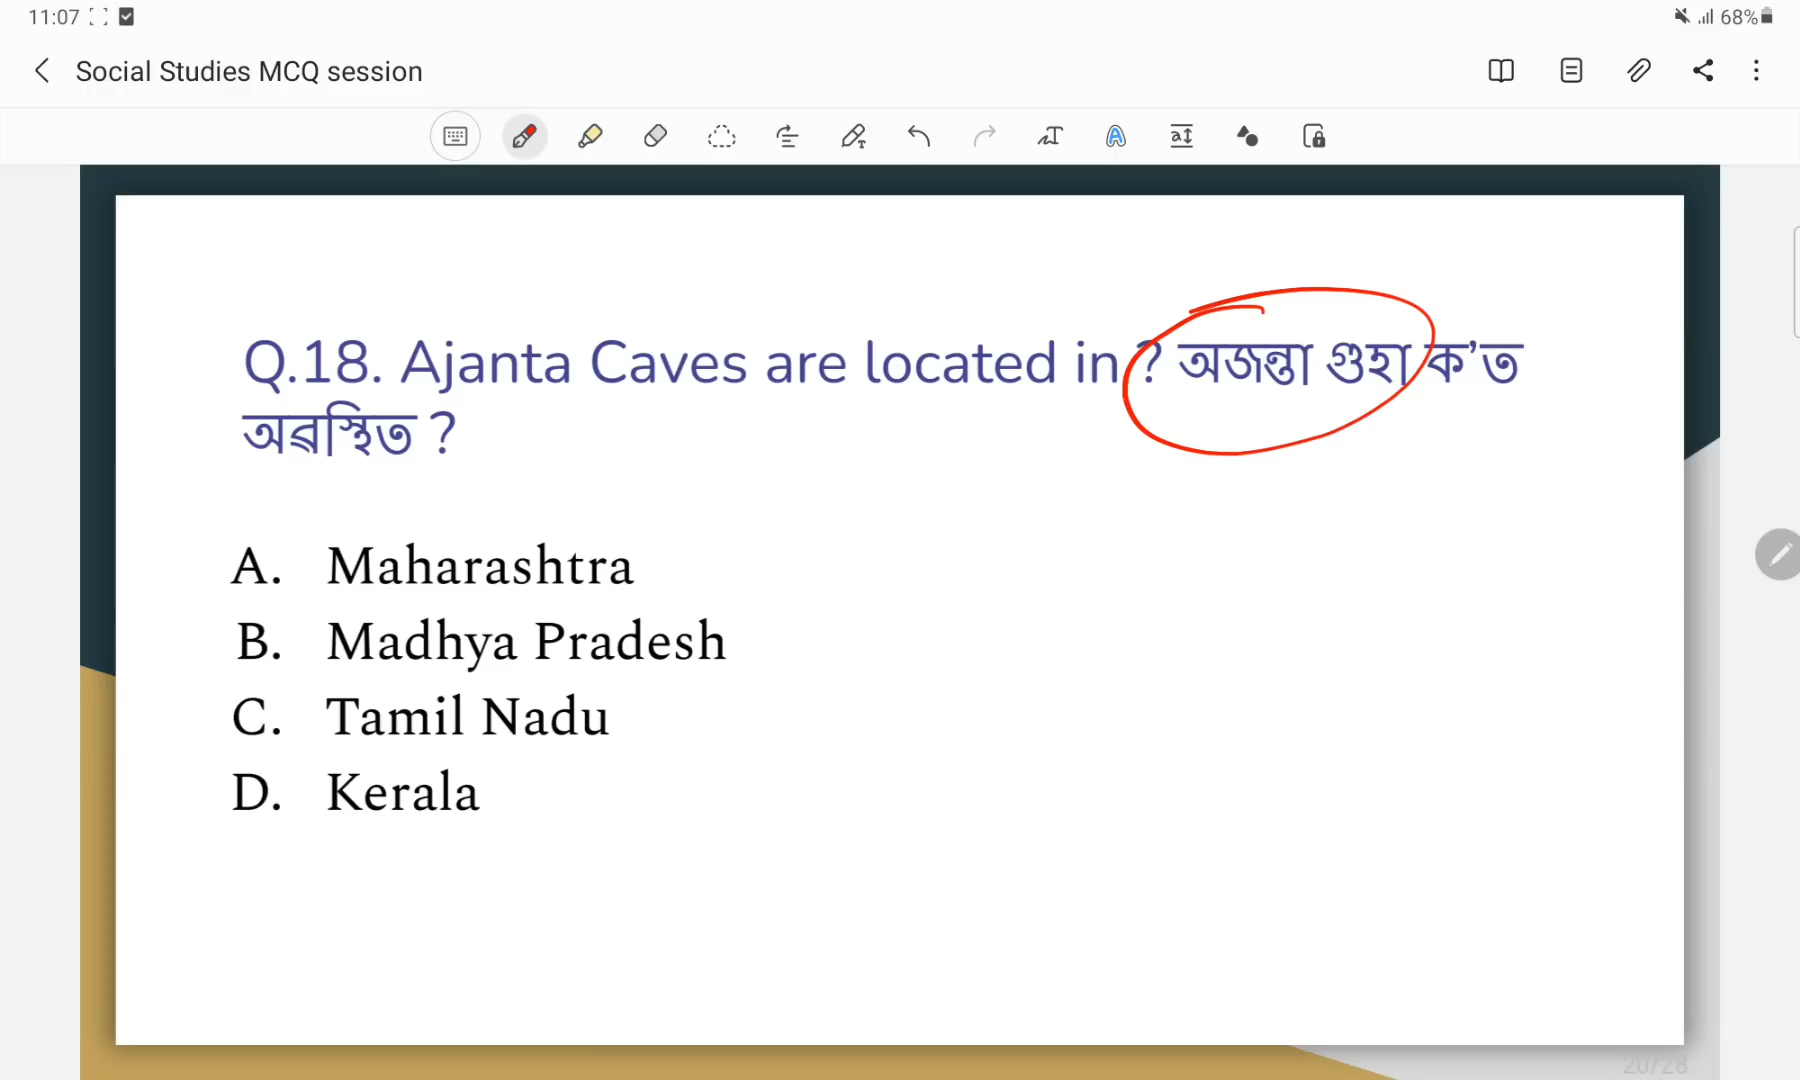 11:07
68%
Social Studies MCQ session
Q.18. Ajanta Caves are located in ? অজন্তা গুহা ক’ত
অৱস্থিত ?
A. Maharashtra
B. Madhya Pradesh
C. Tamil Nadu
D. Kerala
20/28